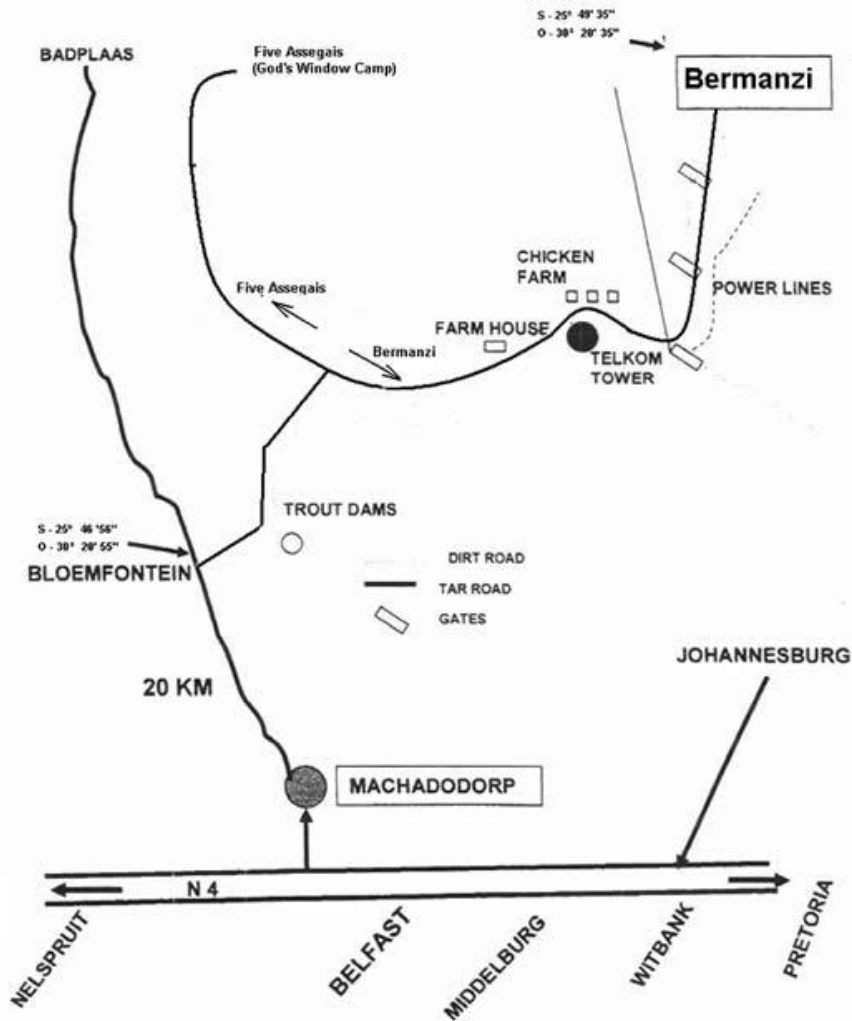 S - 25° 49' 35"
O - 30° 20' 35"
BADPLAAS
Five Assegais
(God's Window Camp)
Bermanzi
CHICKEN
FARM
Five Assegais
POWER LINES
FARM HOUSE
Bermanzi
TELKOM
TOWER
TROUT DAMS
S - 25° 46 '56"
O - 30° 20' 55"
BLOEMFONTEIN
DIRT ROAD
TAR ROAD
GATES
JOHANNESBURG
20 KM
MACHADODORP
N 4
NELSPRUIT
BELFAST
MIDDELBURG
WITBANK
PRETORIA